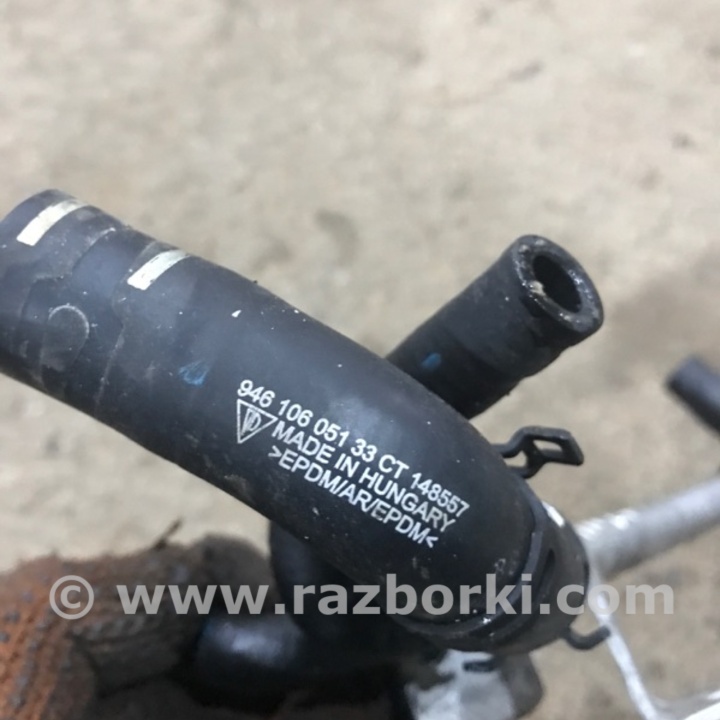 946 106 051 33 CT 148557
MADE IN HUNGARY
>EPDM/AR/EPDM<
© www.razborki.com